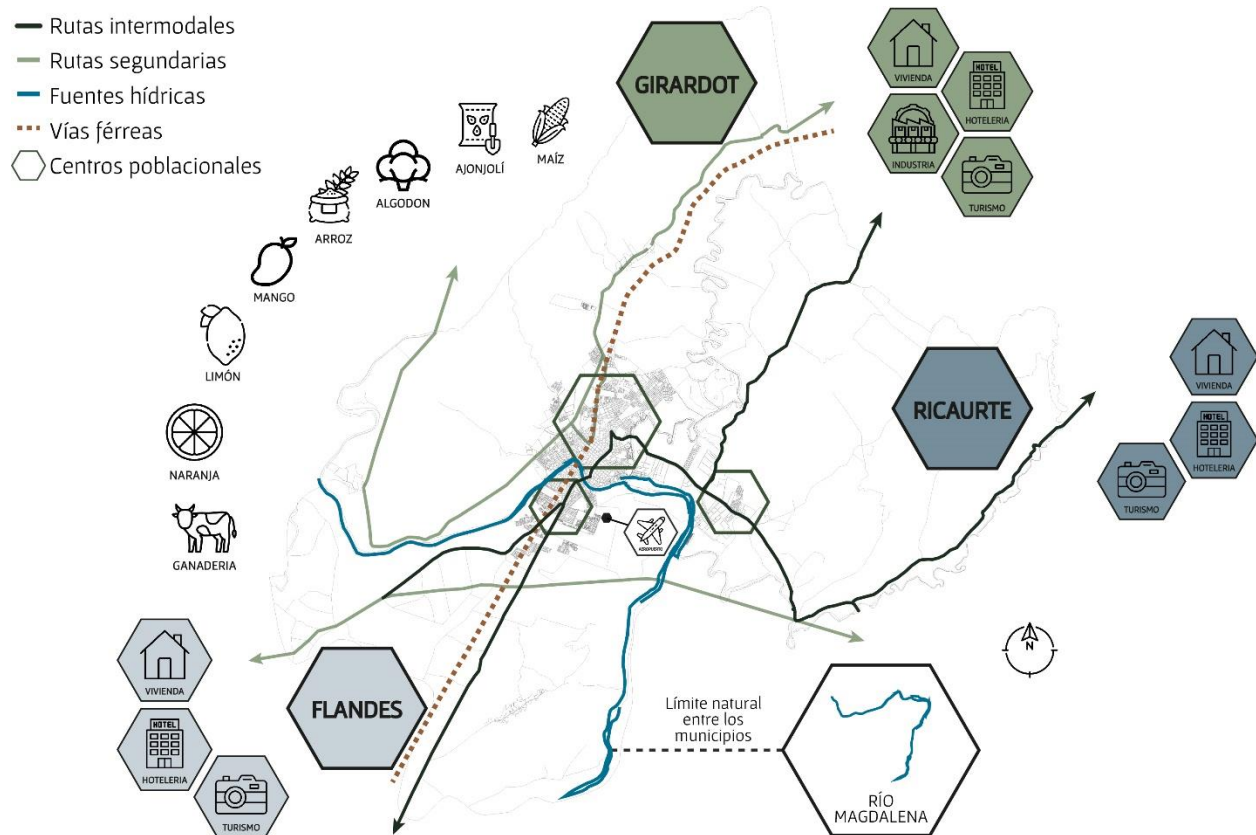 Rutas intermodales
Rutas segundarias
Fuentes hídricas
Vías férreas
Centros poblacionales
GIRARDOT
VIVIENDA
HOTEL
HOTELERIA
INDUSTRIA
TURISMO
MAÍZ
AJONJOLÍ
ALGODON
ARROZ
MANGO
LIMÓN
NARANJA
GANADERIA
RICAURTE
VIVIENDA
HOTEL
HOTELERIA
TURISMO
AEROPUERTO
N
VIVIENDA
HOTEL
HOTELERIA
TURISMO
FLANDES
Límite natural
entre los
municipios
RÍO
MAGDALENA